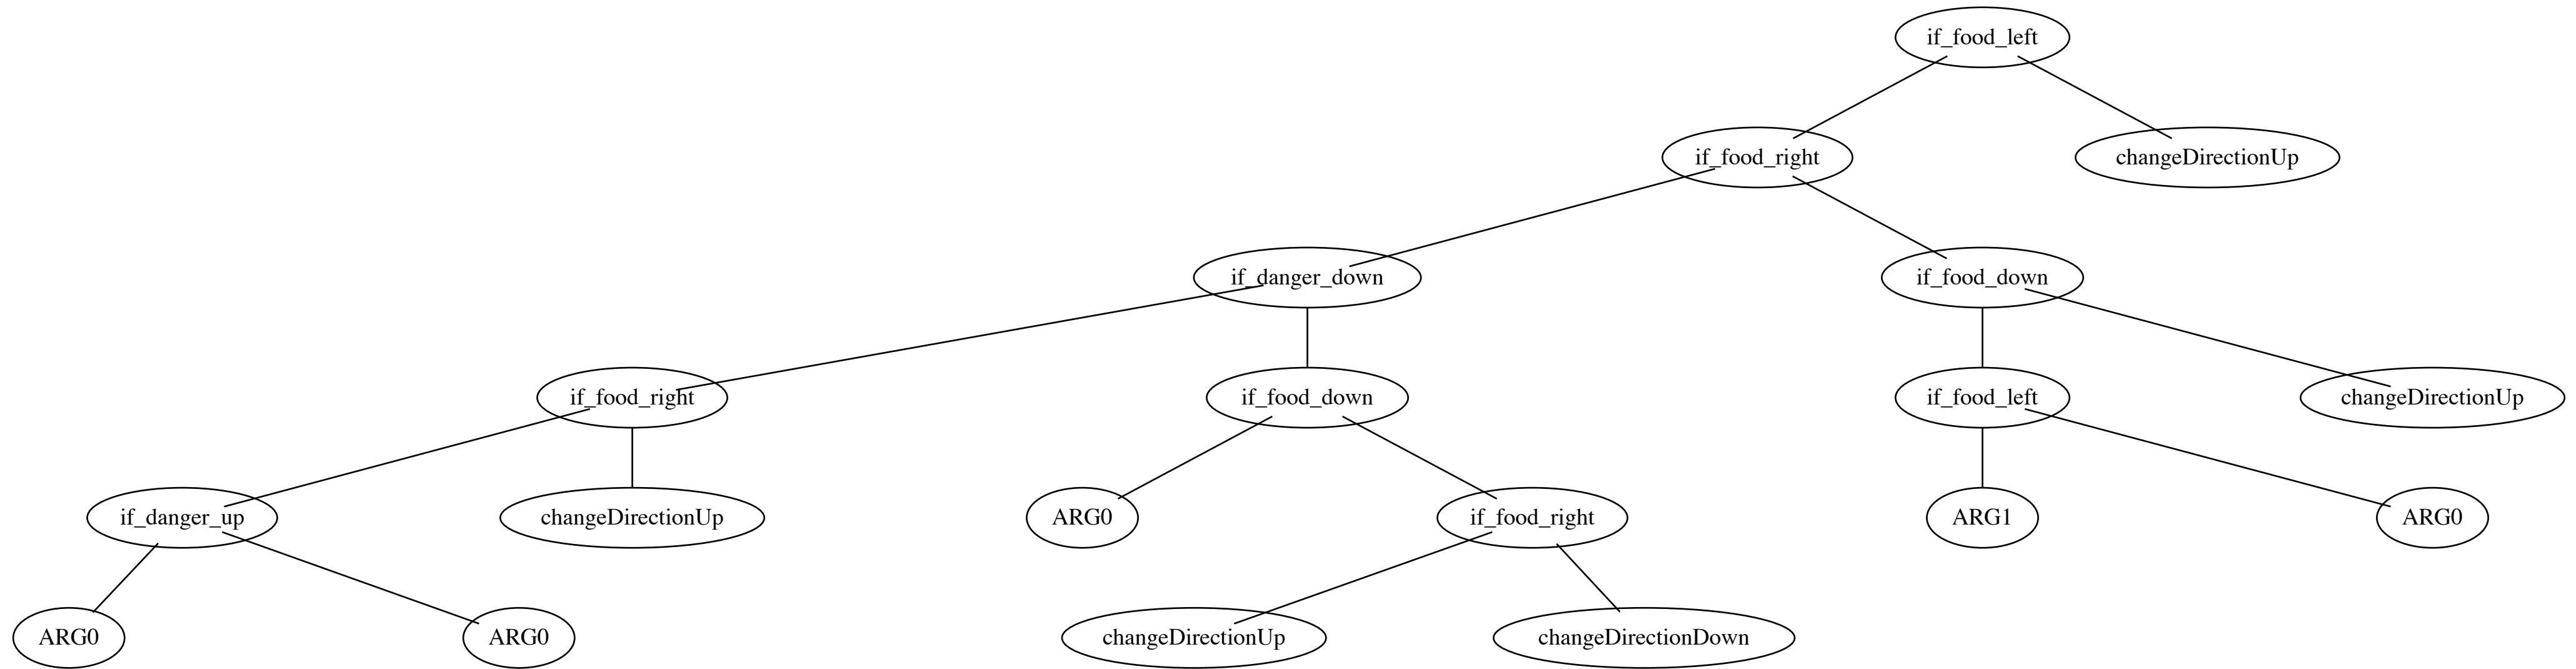 if_food_left
if_food_right
changeDirectionUp
if_danger_down
if_food_down
if_food_right
if_food_down
if_food_left
changeDirectionUp
if_danger_up
changeDirectionUp
ARG0
if_food_right
ARG1
ARG0
ARG0
ARG0
changeDirectionUp
changeDirectionDown